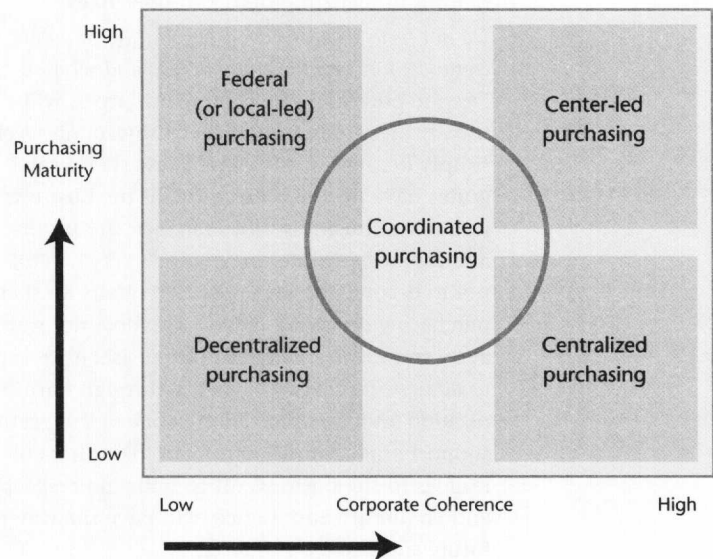 High
Federal
(or local-led)
purchasing
Center-led
purchasing
Purchasing
Maturity
Coordinated
purchasing
Decentralized
purchasing
Centralized
purchasing
Low
Low
Corporate Coherence
High